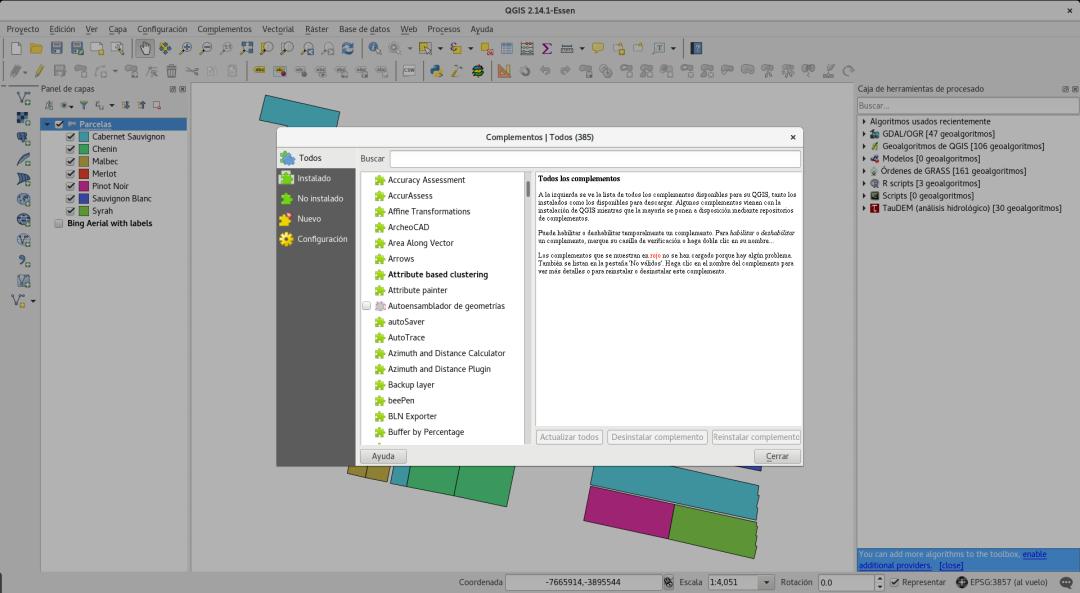 QGIS 2.14.1-Essen
Proyecto Edición Ver Capa Configuración Complementos Vectorial Ráster Base de datos Web Procesos Ayuda
Panel de capas
Parcelas
Cabernet Sauvignon
Chenin
Malbec
Merlot
Pinot Noir
Sauvignon Blanc
Syrah
Bing Aerial with labels
Complementos | Todos (385)
Todos
Instalado
No instalado
Nuevo
Configuración
Buscar
Accuracy Assessment
AccurAssess
Affine Transformations
ArcheoCAD
Area Along Vector
Arrows
Attribute based clustering
Attribute painter
Autoensamblador de geometrías
autoSaver
AutoTrace
Azimuth and Distance Calculator
Azimuth and Distance Plugin
Backup layer
beePen
BLN Exporter
Buffer by Percentage
Todos los complementos
A la izquierda se ve la lista de todos los complementos disponibles para su QGIS, tanto los
instalados como los disponibles para descargar. Algunos complementos vienen con la
instalación de QGIS mientras que la mayoría se ponen a disposición mediante repositorios
de complementos.
Puede habilitar o deshabilitar temporalmente un complemento. Para habilitar o deshabilitar
un complemento, marque su casilla de verificación o haga doble clic en su nombre...
Los complementos que se muestran en rojo no se han cargado porque hay algún problema.
También se listan en la pestaña 'No válidos'. Haga clic en el nombre del complemento para
ver más detalles o para reinstalar o desinstalar este complemento.
Actualizar todos Desinstalar complemento Reinstalar complemento
Ayuda Cerrar
Caja de herramientas de procesado
Buscar...
Algoritmos usados recientemente
GDAL/OGR [47 geoalgoritmos]
Geoalgoritmos de QGIS [106 geoalgoritmos]
Modelos [0 geoalgoritmos]
Órdenes de GRASS [161 geoalgoritmos]
R scripts [3 geoalgoritmos]
Scripts [0 geoalgoritmos]
TauDEM (análisis hidrológico) [30 geoalgoritmos]
You can add more algorithms to the toolbox, enable
additional providers. [close]
Coordenada -7665914,-3895544 Escala 1:4,051 Rotación 0.0 Representar EPSG:3857 (al vuelo)